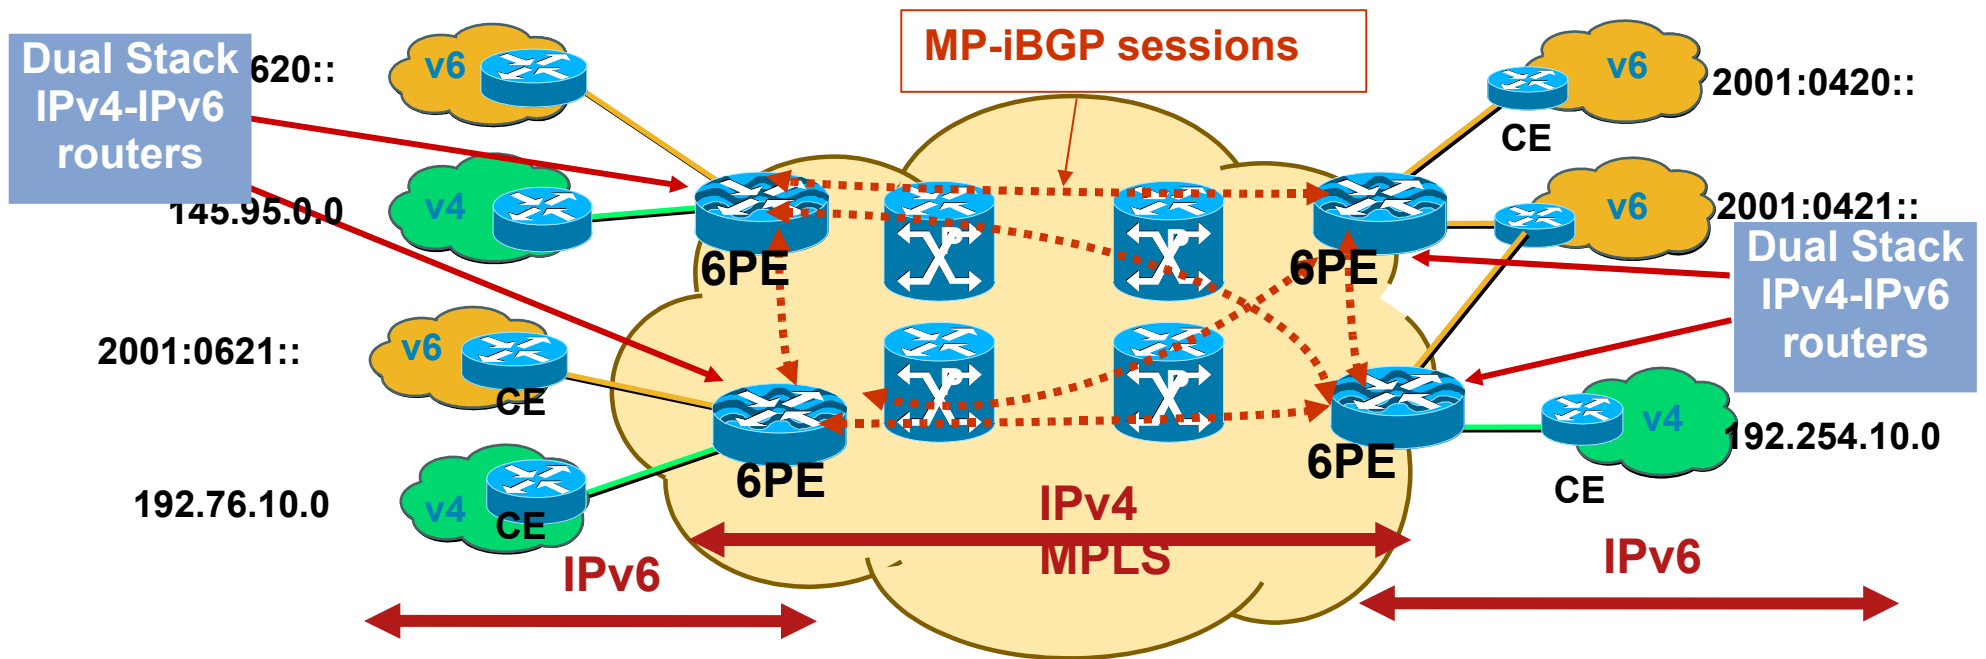 MP-iBGP sessions
Dual Stack
IPv4-IPv6
routers
620::
v6
v6
2001:0420::
CE
145.95.0.0
v4
v6
2001:0421::
6PE
P
P
6PE
Dual Stack
IPv4-IPv6
routers
2001:0621::
v6
CE
P
P
6PE
6PE
v4
192.254.10.0
CE
192.76.10.0
v4
CE
IPv4
MPLS
IPv6
IPv6